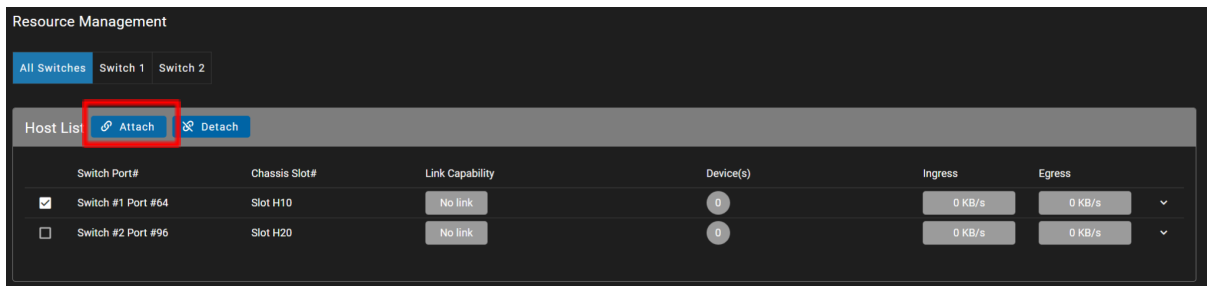 Resource Management
All Switches Switch 1 Switch 2
Host List Attach Detach
Switch Port# Chassis Slot# Link Capability Device(s) Ingress Egress
Switch #1 Port #64 Slot H10 No link 0 0 KB/s 0 KB/s
Switch #2 Port #96 Slot H20 No link 0 0 KB/s 0 KB/s